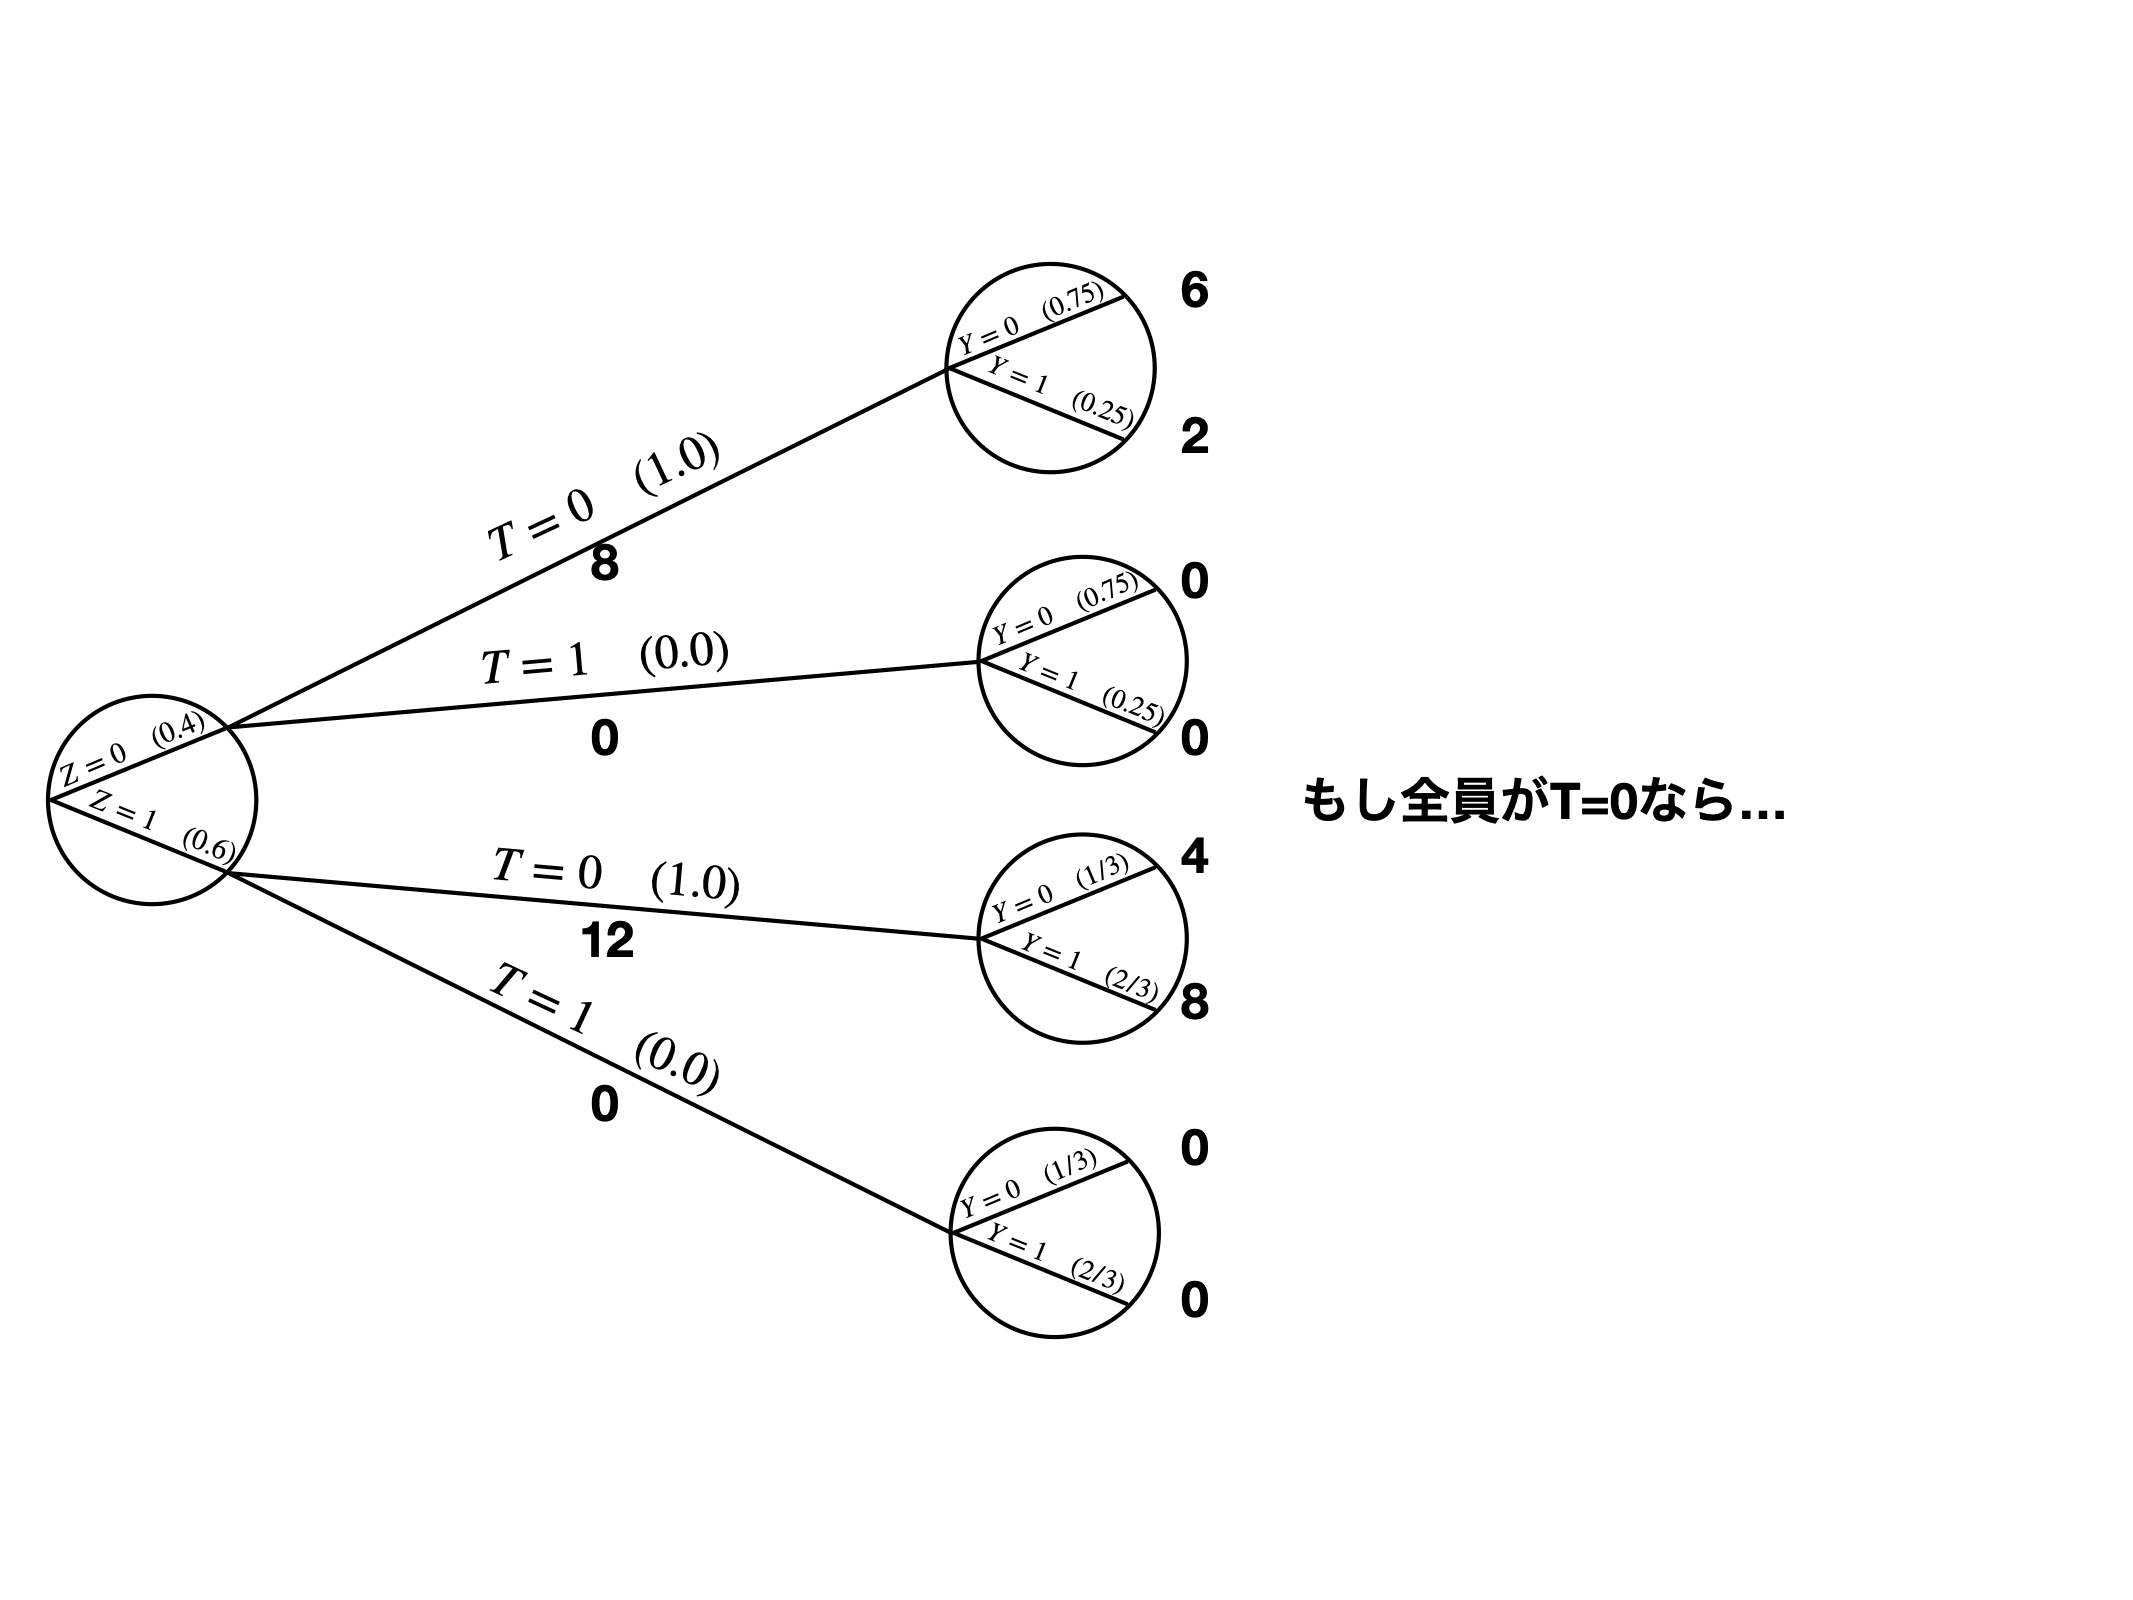 Z = 0 (0.4)
Z = 1 (0.6)
T = 0 (1.0)
8
T = 1 (0.0)
0
T = 0 (1.0)
12
T = 1 (0.0)
0
Y = 0 (0.75)
6
Y = 1 (0.25)
2
Y = 0 (0.75)
0
Y = 1 (0.25)
0
Y = 0 (1/3)
4
Y = 1 (2/3)
8
Y = 0 (1/3)
0
Y = 1 (2/3)
0
もし全員がT=0なら...